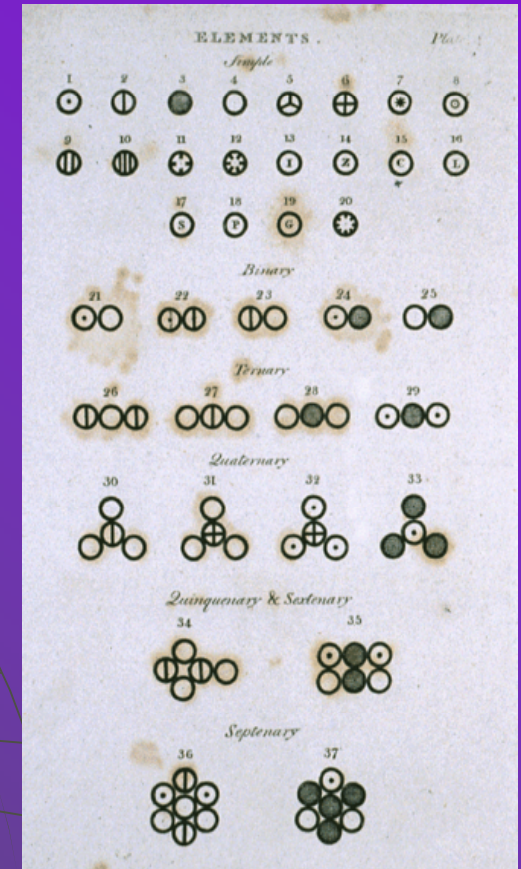 ELEMENTS. Plate
Simple
1 2 3 4 5 6 7 8
9 10 11 12 13 14 15 16
I Z C L
17 18 19 20
S P G
Binary
21 22 23 24 25
Ternary
26 27 28 29
Quaternary
30 31 32 33
Quinquenary & Sextenary
34 35
Septenary
36 37